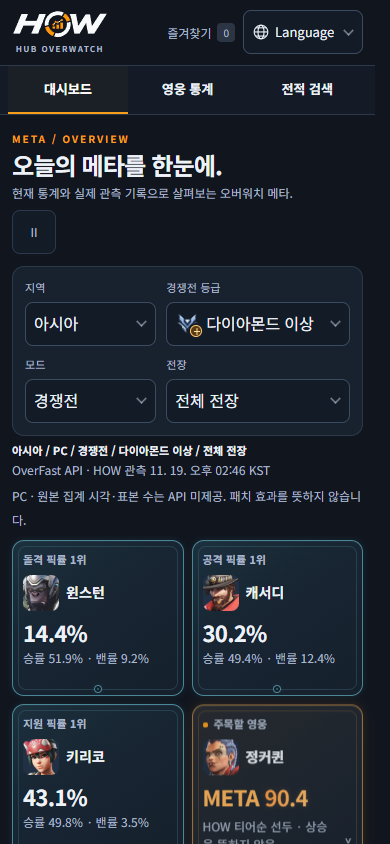 HOW
HUB OVERWATCH
즐겨찾기 0
Language
대시보드 영웅 통계 전적 검색
META / OVERVIEW
오늘의 메타를 한눈에.
현재 통계와 실제 관측 기록으로 살펴보는 오버워치 메타.
지역 경쟁전 등급
아시아 다이아몬드 이상
모드 전장
경쟁전 전체 전장
아시아 / PC / 경쟁전 / 다이아몬드 이상 / 전체 전장
OverFast API · HOW 관측 11. 19. 오후 02:46 KST
PC · 원본 집계 시각·표본 수는 API 미제공. 패치 효과를 뜻하지 않습니
다.
돌격 픽률 1위
윈스턴
14.4%
승률 51.9% · 밴률 9.2%
공격 픽률 1위
캐서디
30.2%
승률 49.4% · 밴률 12.4%
지원 픽률 1위
키리코
43.1%
승률 49.8% · 밴률 3.5%
주목할 영웅
정커퀸
META 90.4
HOW 티어순 선두 · 상승